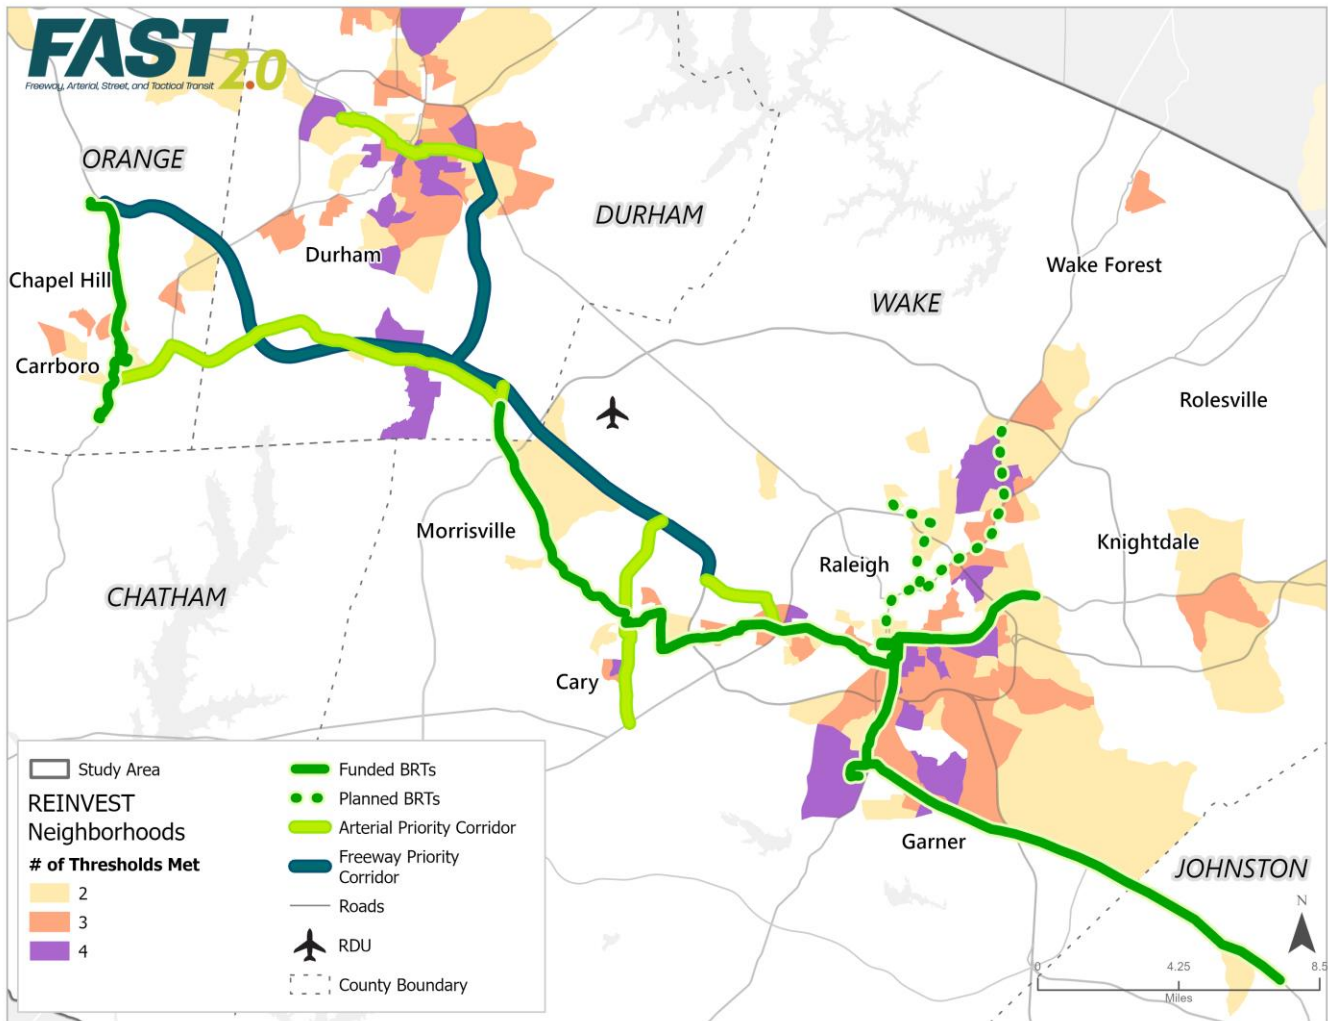 FAST 2.0
Freeway, Arterial, Street, and Tactical Transit
ORANGE
DURHAM
Durham
Chapel Hill
Wake Forest
WAKE
Carrboro
Rolesville
Morrisville
Knightdale
Raleigh
CHATHAM
Cary
Garner
JOHNSTON
Study Area
REINVEST
Neighborhoods
# of Thresholds Met
2
3
4
Funded BRTs
Planned BRTs
Arterial Priority Corridor
Freeway Priority
Corridor
Roads
RDU
County Boundary
N
0 4.25 8.5
Miles